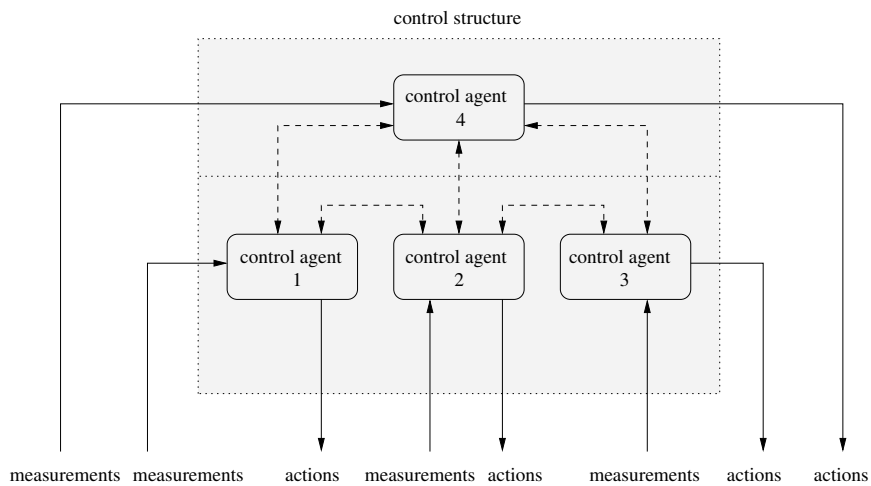 control structure
control agent
4
control agent
1
control agent
2
control agent
3
measurements measurements actions measurements actions measurements actions actions